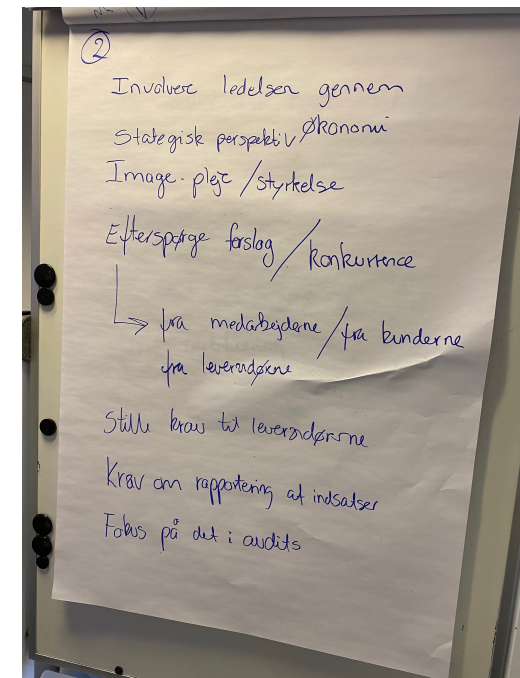 2
Involvere ledelsen gennem
Stategisk perspektiv, Økonomi
Image-pleje / styrkelse
Efterspørge forslag / konkurrence
fra medarbejderne / fra kunderne
fra leverandørerne
Stille krav til leverandørerne
Krav om rapportering af indsatser
Fokus på det i audits